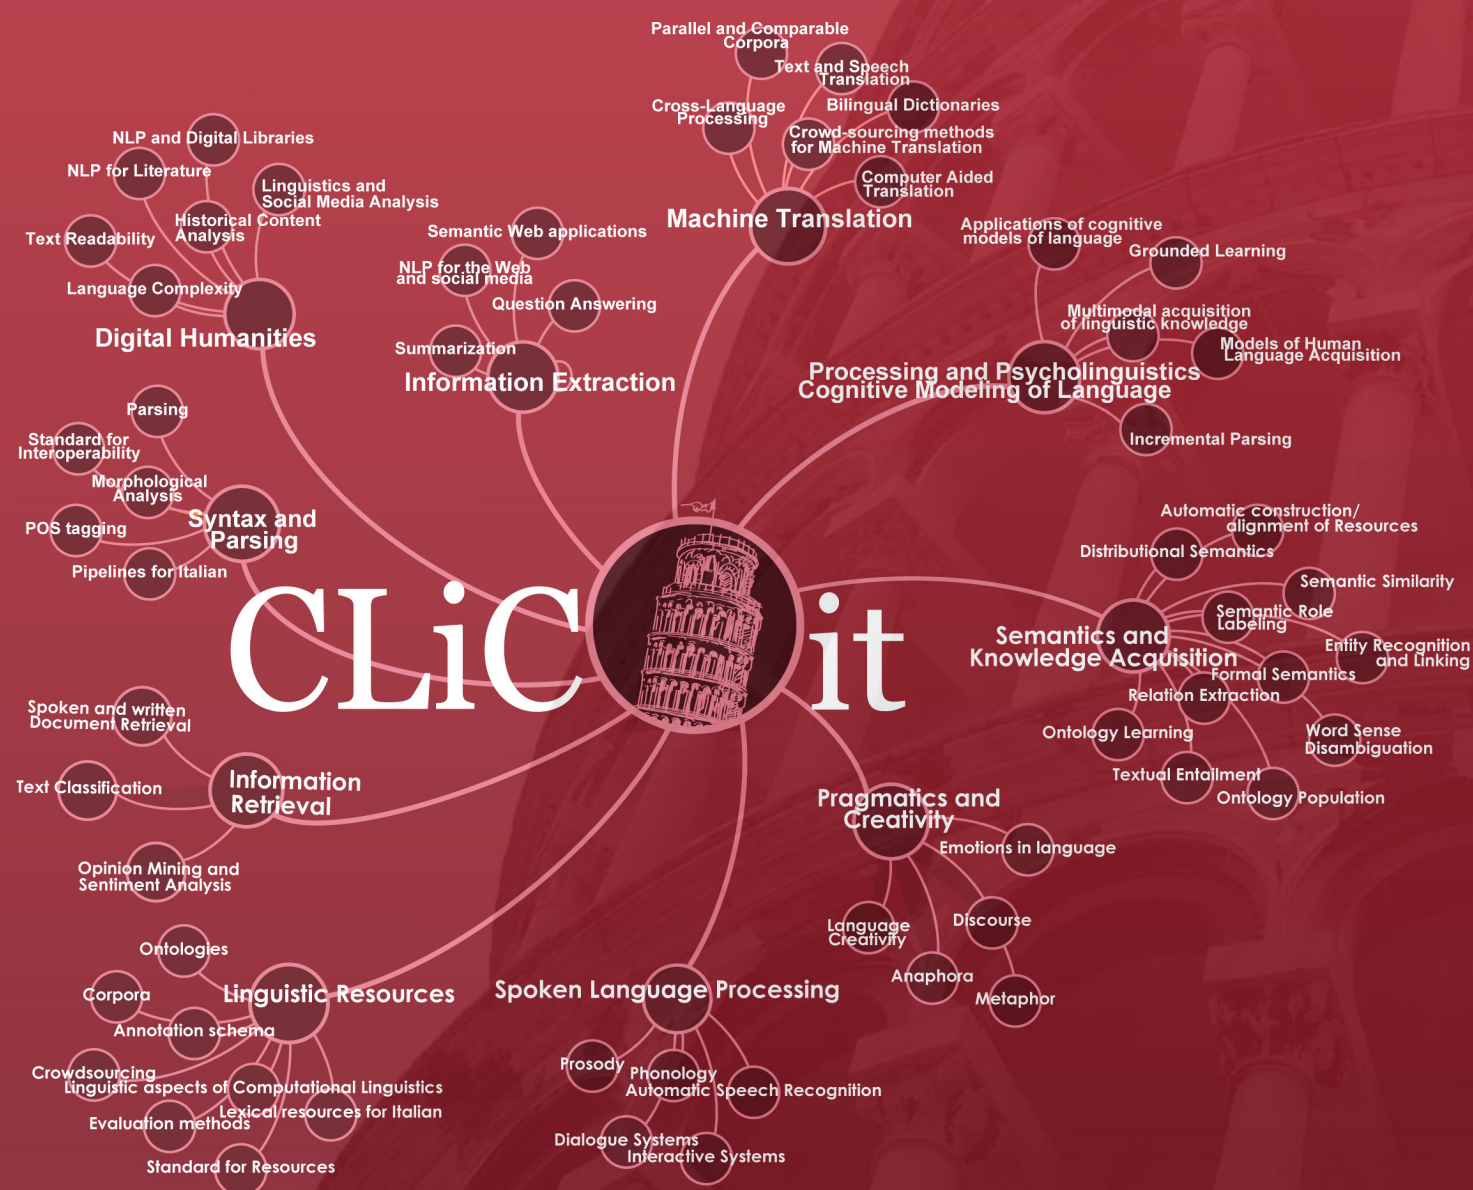 Parallel and Comparable
Corpora
Text and Speech
Translation
Cross-Language
Processing
Bilingual Dictionaries
Crowd-sourcing methods
for Machine Translation
Computer Aided
Translation
Machine Translation
NLP and Digital Libraries
NLP for Literature
Linguistics and
Social Media Analysis
Historical Content
Analysis
Text Readability
Language Complexity
Digital Humanities
Semantic Web applications
NLP for the Web
and social media
Question Answering
Summarization
Information Extraction
Applications of cognitive
models of language
Grounded Learning
Multimodal acquisition
of linguistic knowledge
Models of Human
Language Acquisition
Processing and Psycholinguistics
Cognitive Modeling of Language
Incremental Parsing
Parsing
Standard for
Interoperability
Morphological
Analysis
POS tagging
Syntax and
Parsing
Pipelines for Italian
CLiC it
Automatic construction/
alignment of Resources
Distributional Semantics
Semantic Similarity
Semantic Role
Labeling
Semantics and
Knowledge Acquisition
Entity Recognition
and Linking
Formal Semantics
Relation Extraction
Ontology Learning
Word Sense
Disambiguation
Textual Entailment
Ontology Population
Spoken and written
Document Retrieval
Information
Retrieval
Text Classification
Opinion Mining and
Sentiment Analysis
Pragmatics and
Creativity
Emotions in language
Language
Creativity
Discourse
Anaphora
Metaphor
Ontologies
Corpora
Linguistic Resources
Annotation schema
Crowdsourcing
Linguistic aspects of Computational Linguistics
Lexical resources for Italian
Evaluation methods
Standard for Resources
Spoken Language Processing
Prosody
Phonology
Automatic Speech Recognition
Dialogue Systems
Interactive Systems